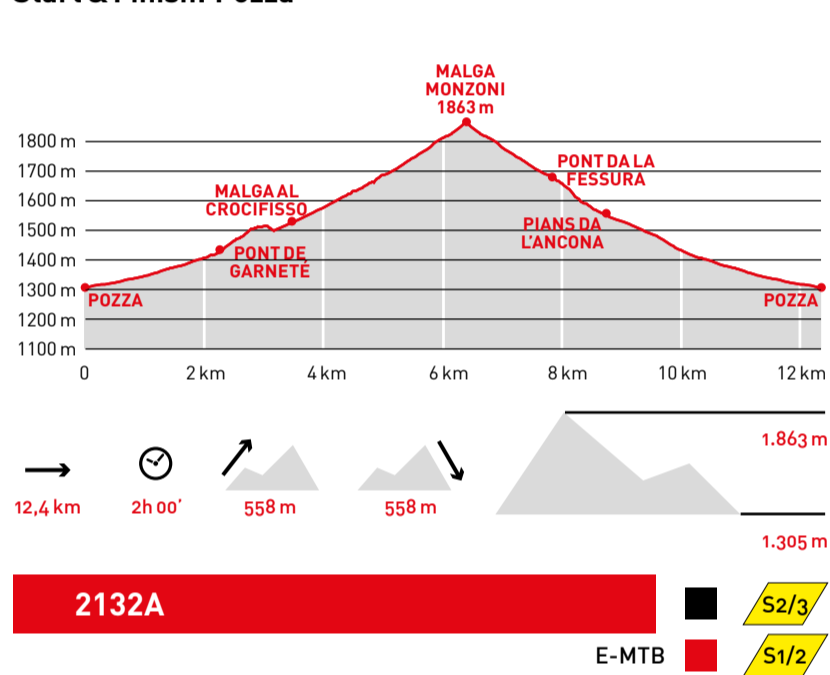 MALGA
MONZONI
1863 m
1800 m
1700 m
PONT DA LA
FESSURA
1600 m
MALGA AL
CROCIFISSO
1500 m
PIANS DA
L'ANCONA
1400 m
PONT DE
GARNETÉ
1300 m
POZZA
POZZA
1200 m
1100 m
0
2 km
4 km
6 km
8 km
10 km
12 km
1.863 m
12,4 km
2h 00'
558 m
558 m
1.305 m
2132A
S2/3
E-MTB
S1/2